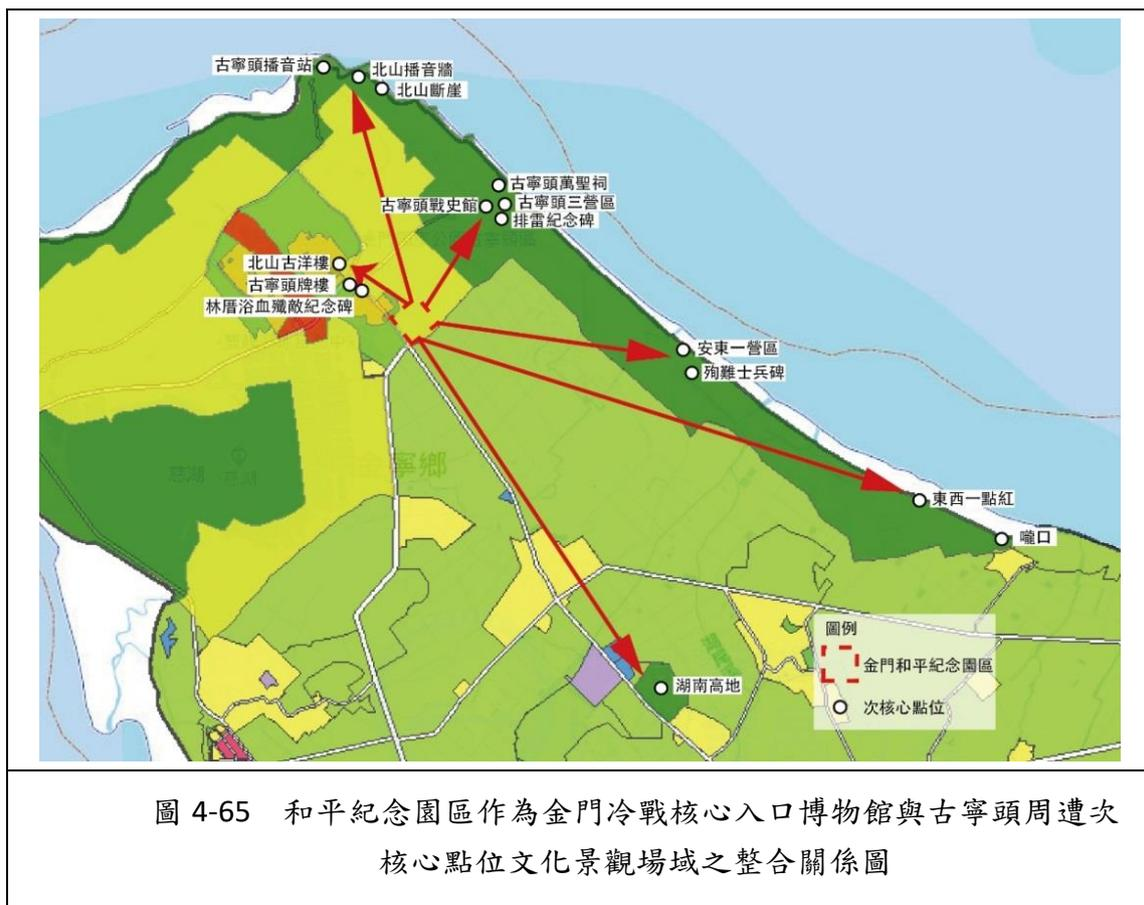 古寧頭播音站
北山播音牆
北山斷崖
古寧頭萬聖祠
古寧頭戰史館
古寧頭三營區
排雷紀念碑
北山古洋樓
古寧頭牌樓
林厝浴血殲敵紀念碑
安東一營區
殉難士兵碑
慈湖
金寧鄉
東西一點紅
嚨口
湖南高地
圖例
金門和平紀念園區
次核心點位
圖 4-65 和平紀念園區作為金門冷戰核心入口博物館與古寧頭周遭次
核心點位文化景觀場域之整合關係圖